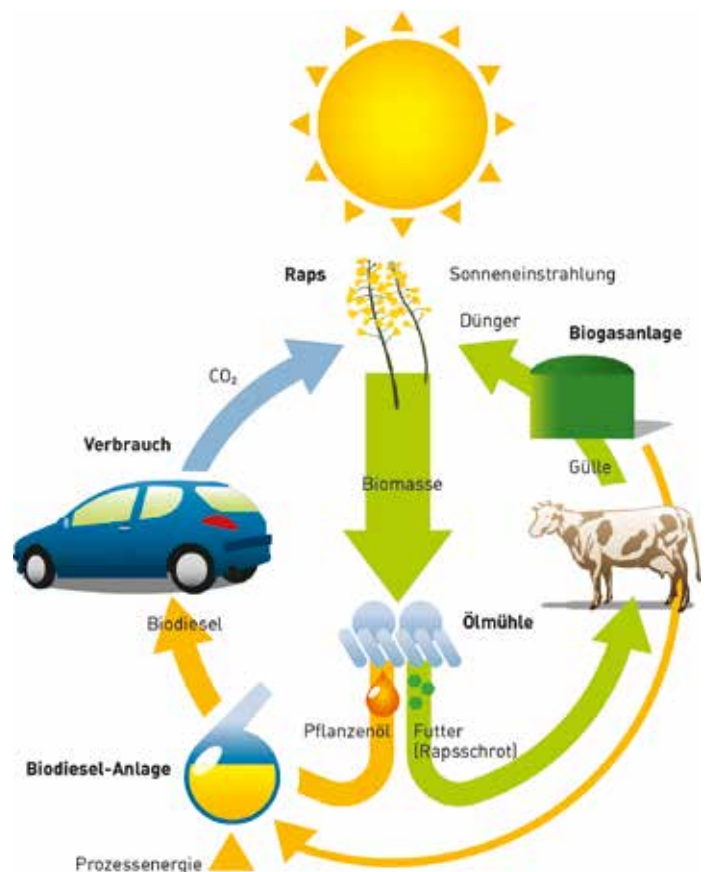 Raps
Sonneneinstrahlung
Dünger
Biogasanlage
CO₂
Verbrauch
Gülle
Biomasse
Biodiesel
Ölmühle
Pflanzenöl
Futter
(Rapsschrot)
Biodiesel-Anlage
Prozessenergie